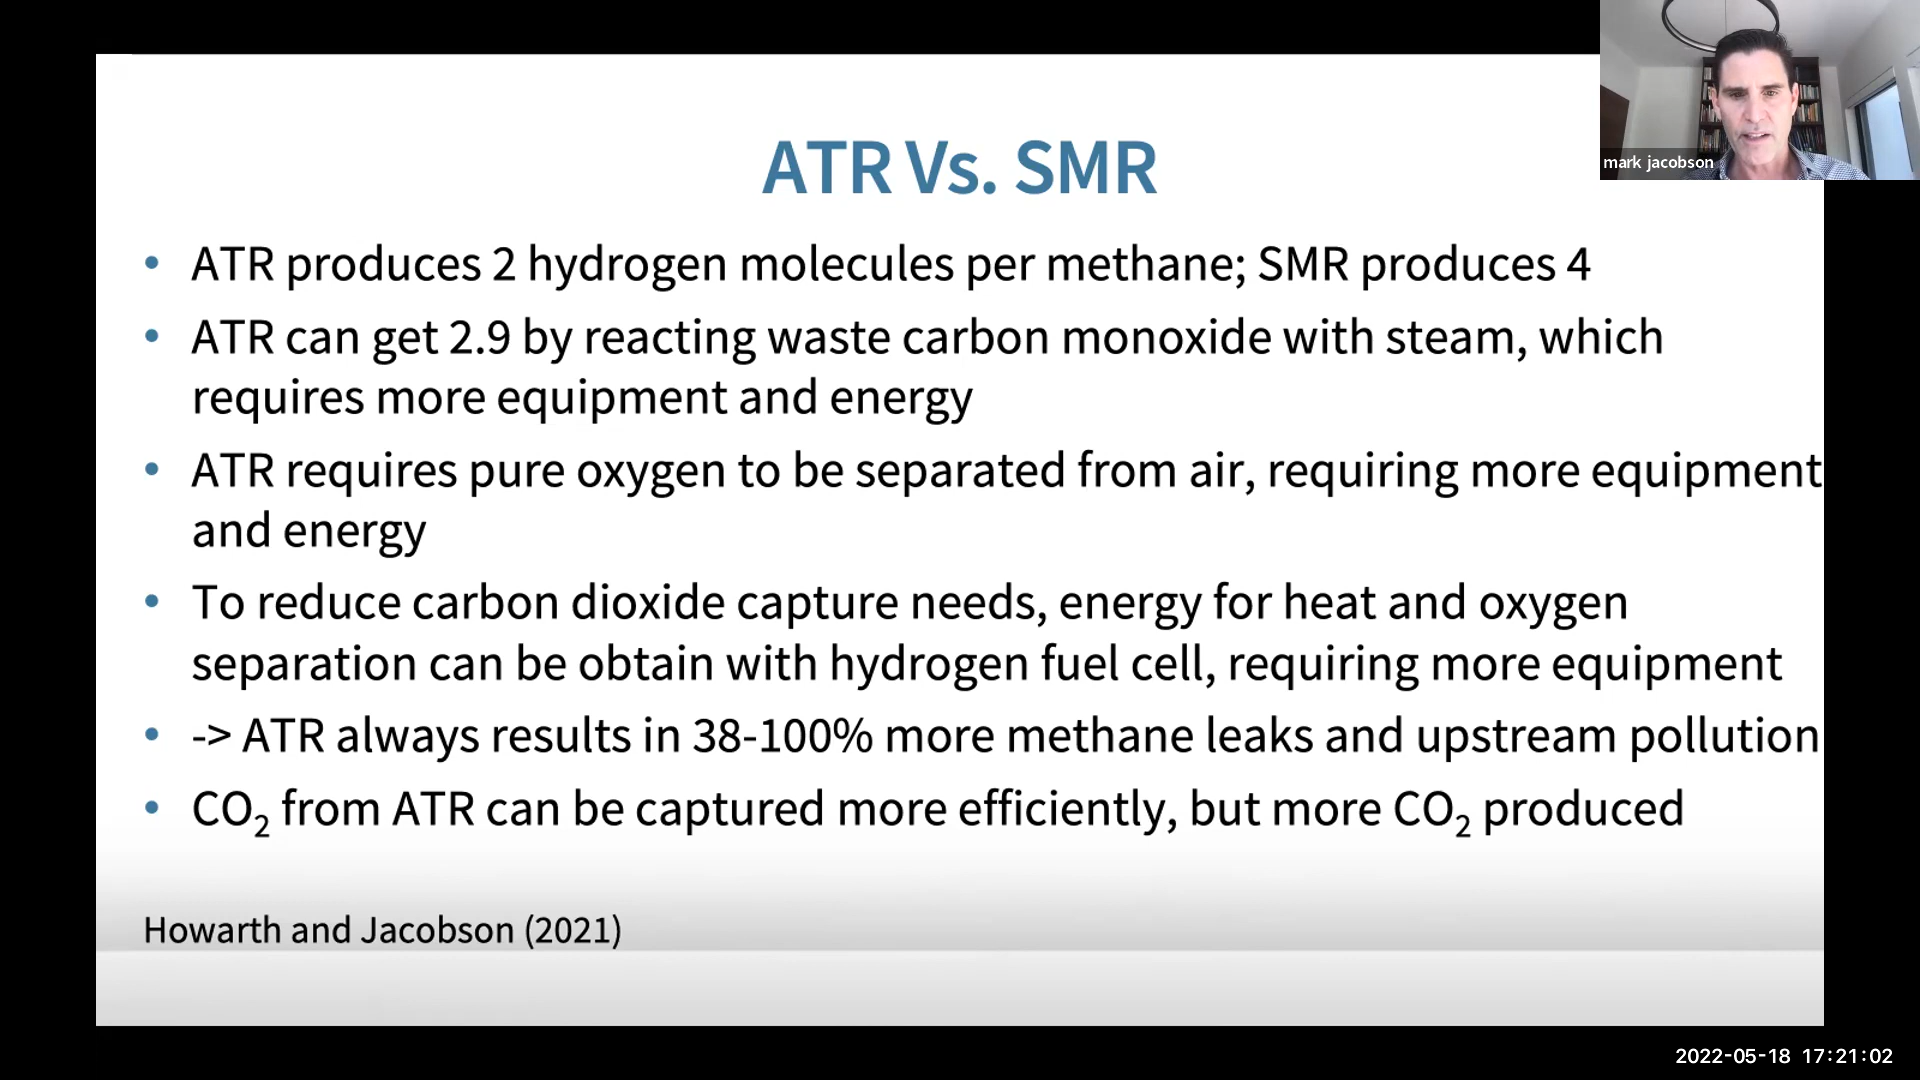 mark jacobson
ATR Vs. SMR
• ATR produces 2 hydrogen molecules per methane; SMR produces 4
• ATR can get 2.9 by reacting waste carbon monoxide with steam, which
requires more equipment and energy
• ATR requires pure oxygen to be separated from air, requiring more equipment
and energy
• To reduce carbon dioxide capture needs, energy for heat and oxygen
separation can be obtain with hydrogen fuel cell, requiring more equipment
• -> ATR always results in 38-100% more methane leaks and upstream pollution
• CO₂ from ATR can be captured more efficiently, but more CO₂ produced
Howarth and Jacobson (2021)
2022-05-18 17:21:02